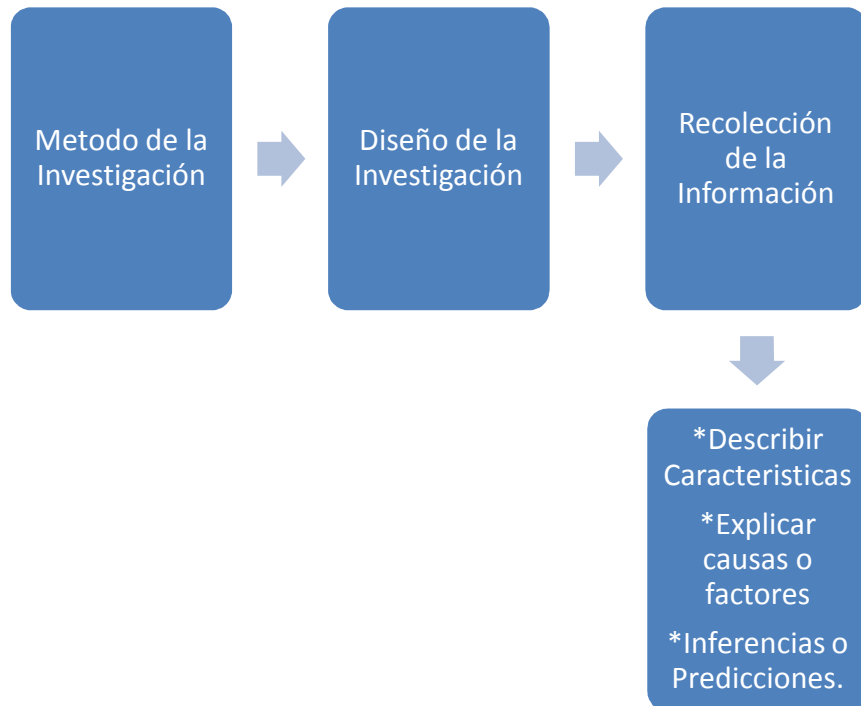 Metodo de la
Investigación
Diseño de la
Investigación
Recolección
de la
Información
*Describir
Caracteristicas
*Explicar
causas o
factores
*Inferencias o
Predicciones.